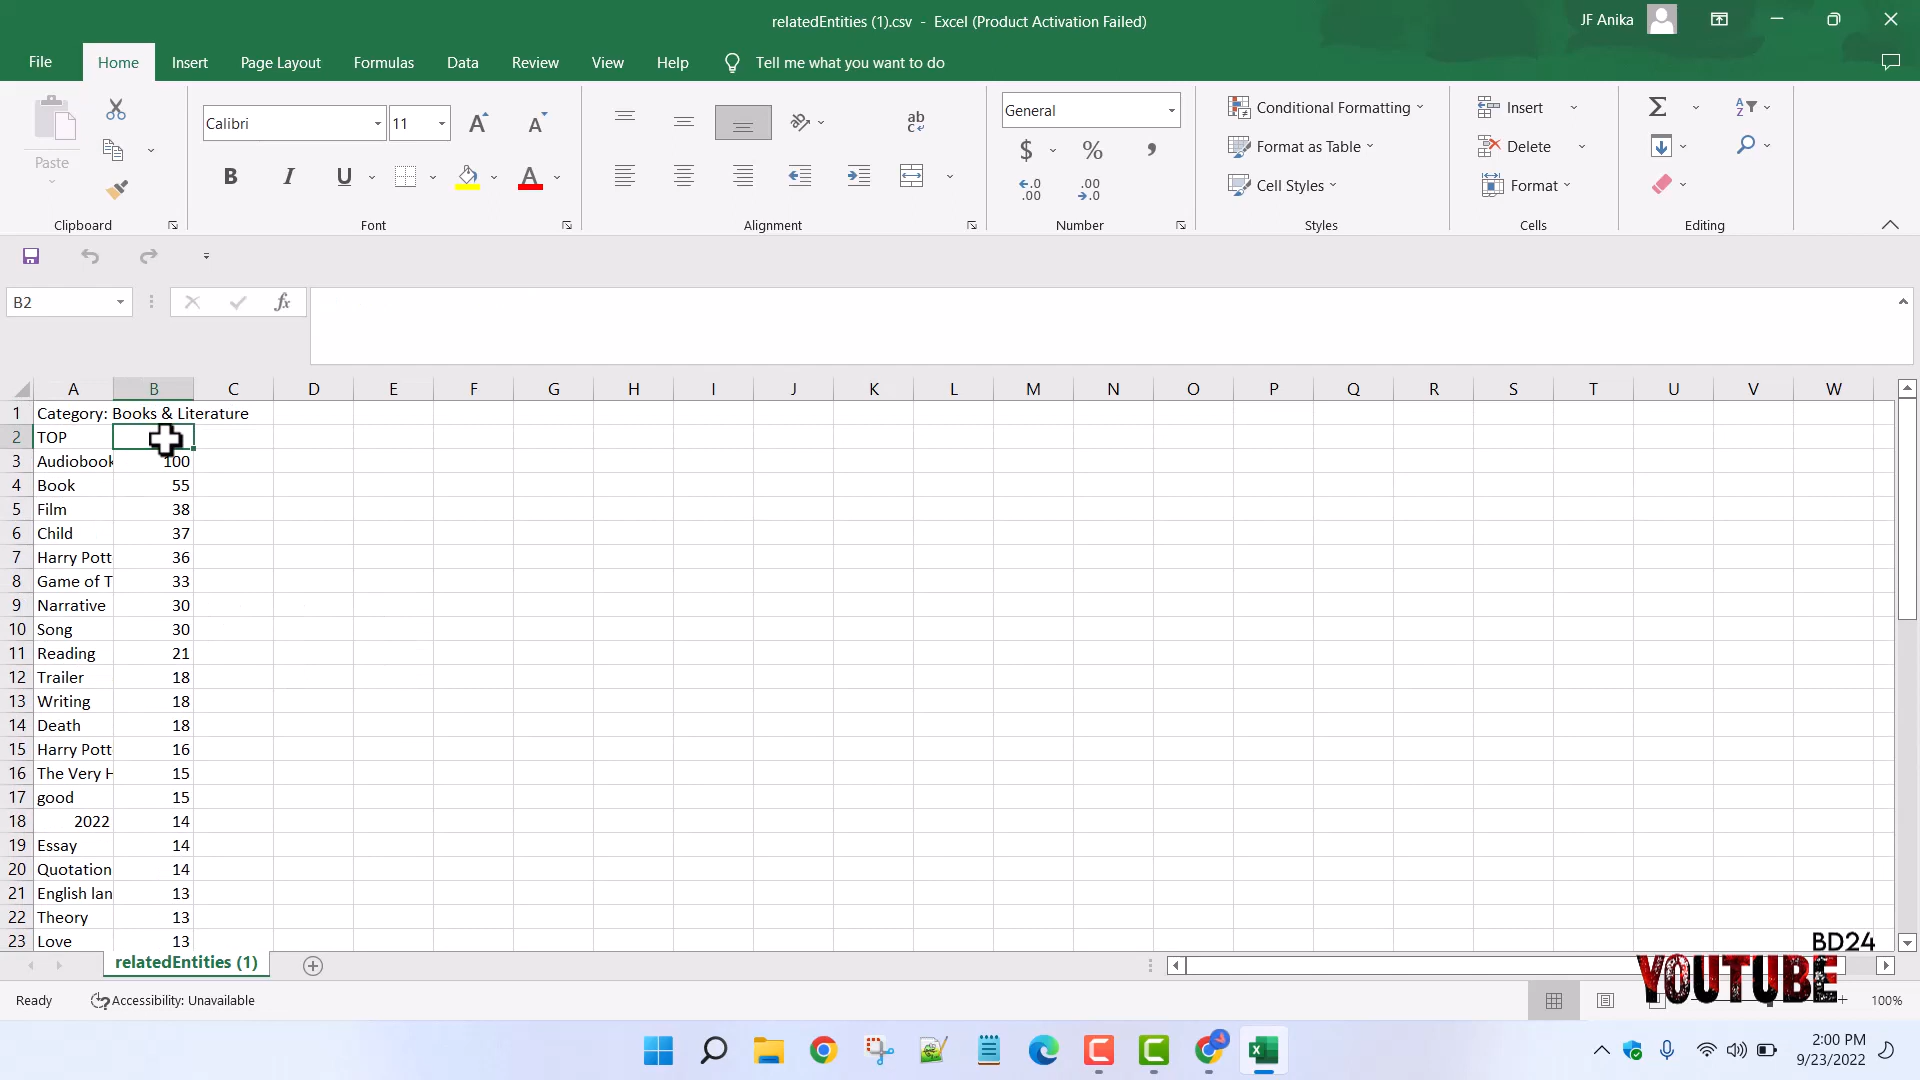 relatedEntities (1).csv - Excel (Product Activation Failed)
JF Anika
File Home Insert Page Layout Formulas Data Review View Help Tell me what you want to do
Paste
Clipboard
Calibri 11
B I U A
Font
ab
Alignment
General
$ % ,
Number
Conditional Formatting
Format as Table
Cell Styles
Styles
Insert
Delete
Format
Cells
Σ
Editing
B2
fx
A B C D E F G H I J K L M N O P Q R S T U V W
1 Category: Books & Literature
2 TOP
3 Audiobook 100
4 Book 55
5 Film 38
6 Child 37
7 Harry Pott 36
8 Game of T 33
9 Narrative 30
10 Song 30
11 Reading 21
12 Trailer 18
13 Writing 18
14 Death 18
15 Harry Pott 16
16 The Very H 15
17 good 15
18 2022 14
19 Essay 14
20 Quotation 14
21 English lan 13
22 Theory 13
23 Love 13
BD24
YOUTUBE
relatedEntities (1)
Ready
Accessibility: Unavailable
100%
2:00 PM
9/23/2022